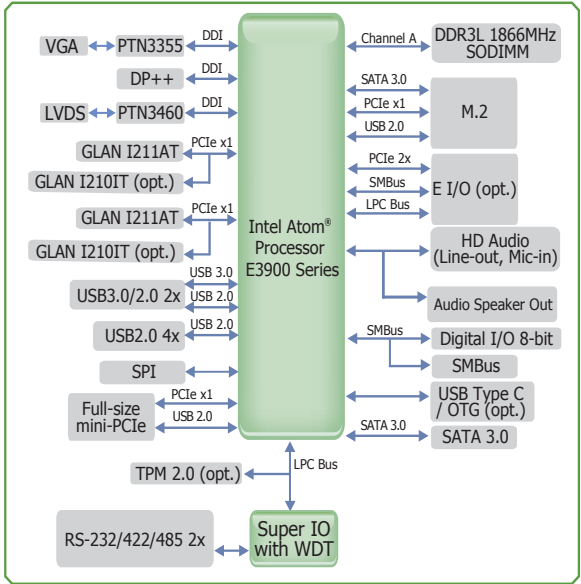 VGA
PTN3355
DDI
DP++
DDI
LVDS
PTN3460
DDI
GLAN I211AT
PCIe x1
GLAN I210IT (opt.)
GLAN I211AT
PCIe x1
GLAN I210IT (opt.)
USB3.0/2.0 2x
USB 3.0
USB 2.0
USB2.0 4x
USB 2.0
SPI
Full-size
mini-PCIe
PCIe x1
USB 2.0
Intel Atom®
Processor
E3900 Series
Channel A
DDR3L 1866MHz
SODIMM
SATA 3.0
PCIe x1
USB 2.0
M.2
PCIe 2x
SMBus
LPC Bus
E I/O (opt.)
HD Audio
(Line-out, Mic-in)
Audio Speaker Out
SMBus
Digital I/O 8-bit
SMBus
USB Type C
/ OTG (opt.)
SATA 3.0
SATA 3.0
TPM 2.0 (opt.)
LPC Bus
RS-232/422/485 2x
Super IO
with WDT